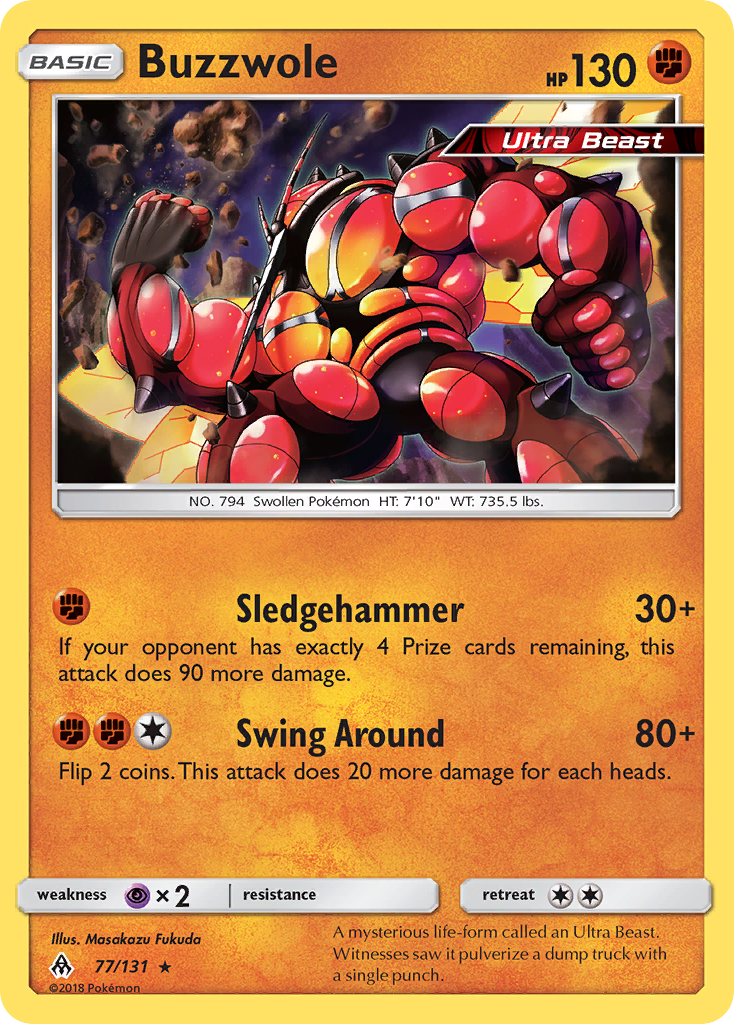 BASIC Buzzwole HP 130
Ultra Beast
NO. 794 Swollen Pokémon HT: 7'10" WT: 735.5 lbs.
Sledgehammer 30+
If your opponent has exactly 4 Prize cards remaining, this
attack does 90 more damage.
Swing Around 80+
Flip 2 coins. This attack does 20 more damage for each heads.
weakness ×2 resistance retreat
Illus. Masakazu Fukuda
77/131 ★
©2018 Pokémon
A mysterious life-form called an Ultra Beast.
Witnesses saw it pulverize a dump truck with
a single punch.